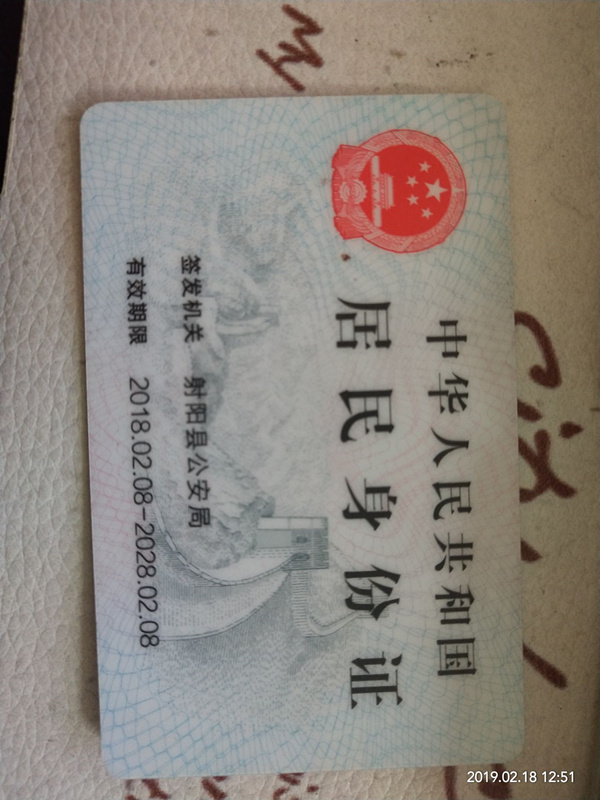 中华人民共和国
居民身份证
签发机关 射阳县公安局
有效期限 2018.02.08-2028.02.08
2019.02.18 12:51